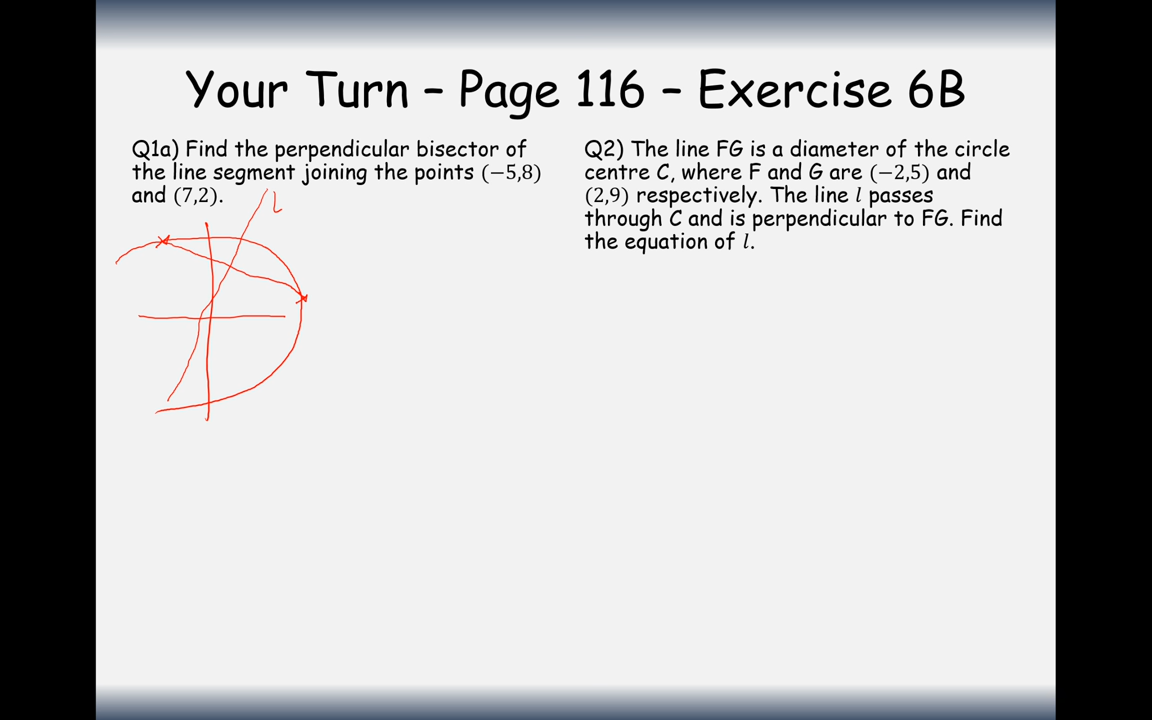 Your Turn – Page 116 – Exercise 6B
Q1a) Find the perpendicular bisector of
the line segment joining the points (−5,8)
and (7,2).
l
Q2) The line FG is a diameter of the circle
centre C, where F and G are (−2,5) and
(2,9) respectively. The line l passes
through C and is perpendicular to FG. Find
the equation of l.